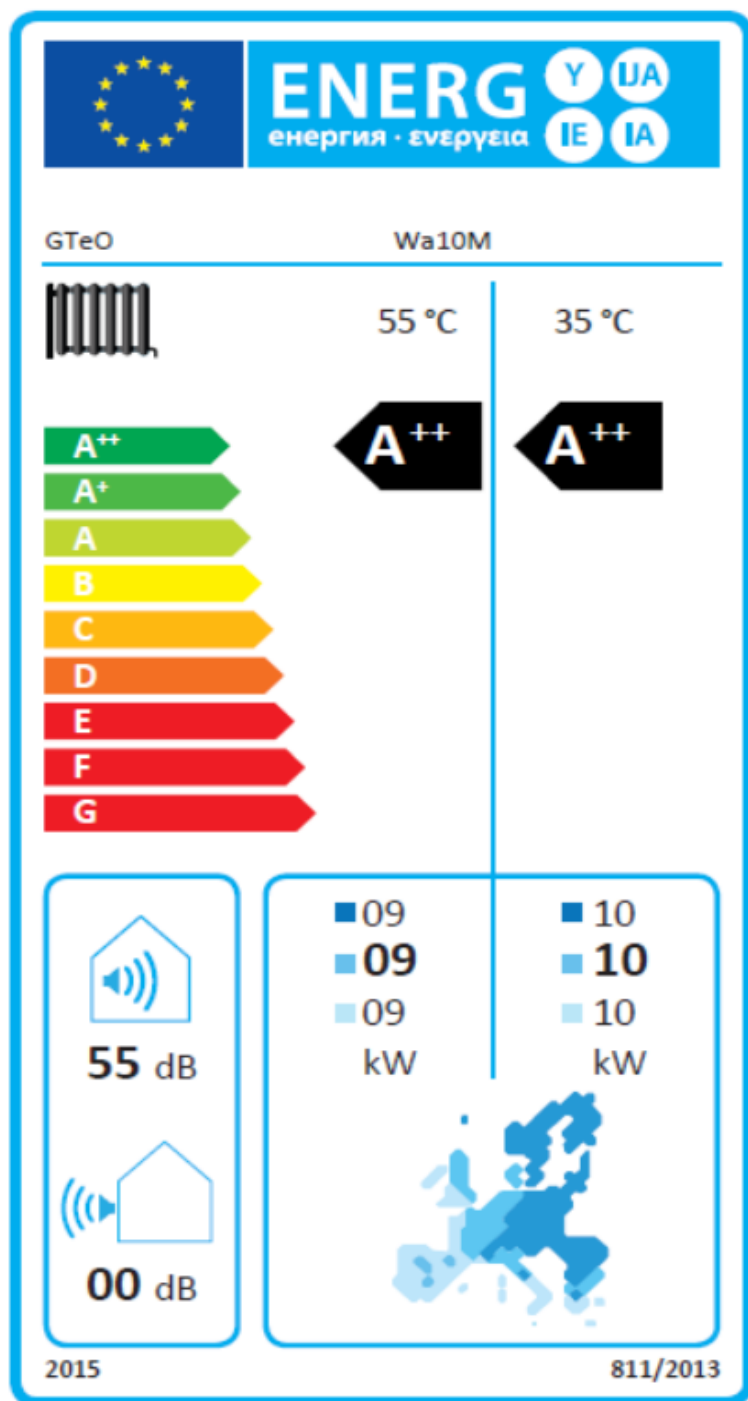 ENERG Y IJA
енергия · ενεργεια IE IA
GTeO Wa10M
55 °C 35 °C
A++ A++ A++
A+
A
B
C
D
E
F
G
09 10
09 10
09 10
kW kW
55 dB
00 dB
2015 811/2013